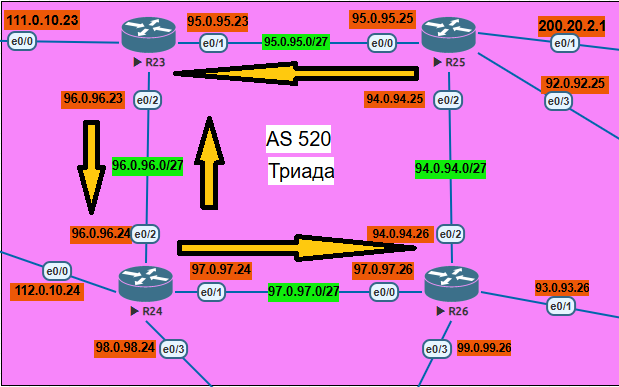 111.0.10.23
95.0.95.23
95.0.95.25
200.20.2.1
e0/0
e0/1
95.0.95.0/27
e0/0
e0/1
R23
R25
92.0.92.25
96.0.96.23
e0/2
94.0.94.25
e0/2
e0/3
AS 520
96.0.96.0/27
Триада
94.0.94.0/27
96.0.96.24
e0/2
94.0.94.26
e0/2
e0/0
97.0.97.24
97.0.97.26
112.0.10.24
e0/1
97.0.97.0/27
e0/0
93.0.93.26
e0/1
R24
R26
98.0.98.24
e0/3
e0/3
99.0.99.26